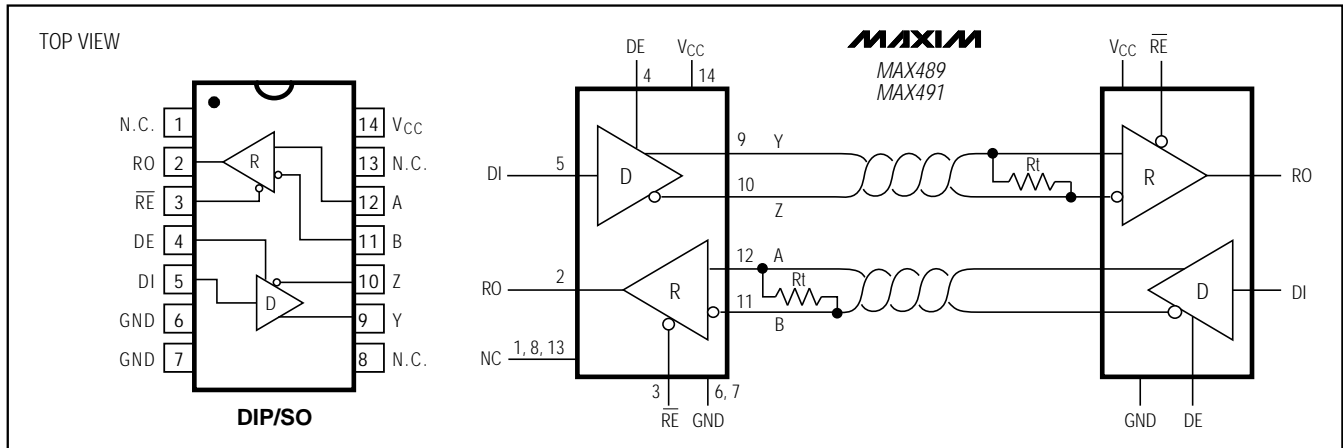 TOP VIEW
N.C. 1
RO 2
RE 3
DE 4
DI 5
GND 6
GND 7
14 VCC
13 N.C.
12 A
11 B
10 Z
9 Y
8 N.C.
R
D
DIP/SO
MAXIM
MAX489
MAX491
DE
4
VCC
14
DI
5
D
9 Y
10
Z
Rt
RO
2
R
12 A
11
B
Rt
NC
1, 8, 13
3
RE
6, 7
GND
VCC
RE
R
RO
D
DI
GND
DE